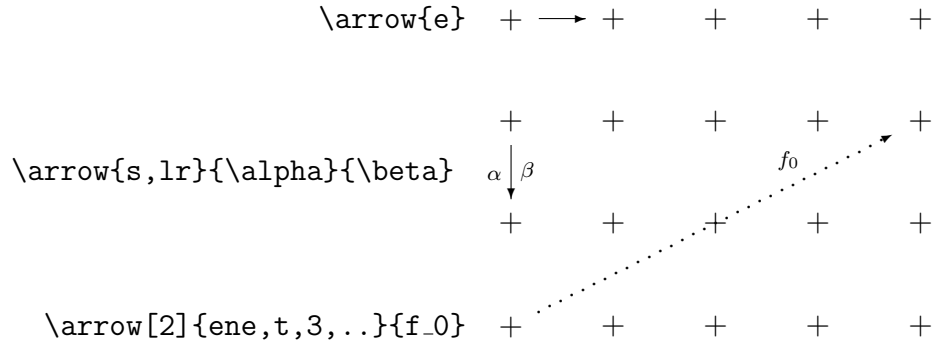 \arrow{e} + + + + +
+ + + + +
\arrow{s,lr}{\alpha}{\beta} α β f₀
+ + + + +
\arrow[2]{ene,t,3,..}{f_0} + + + + +